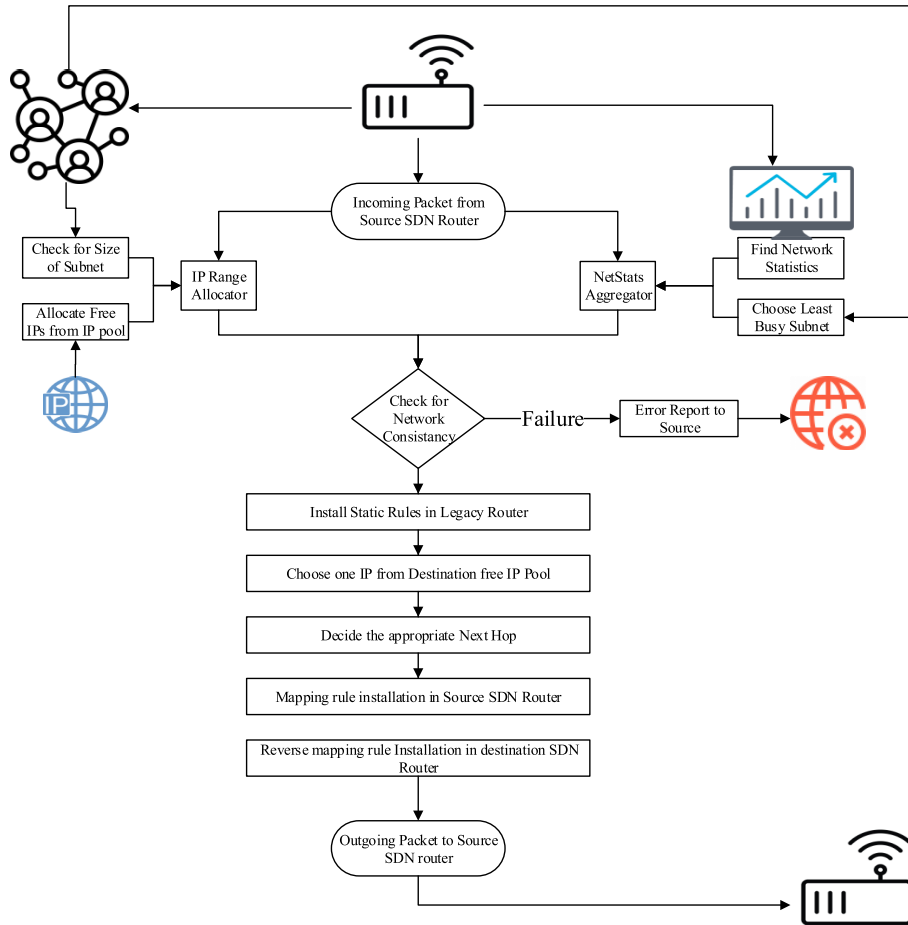 Incoming Packet from
Source SDN Router
Check for Size
of Subnet
IP Range
Allocator
NetStats
Aggregator
Find Network
Statistics
Allocate Free
IPs from IP pool
Choose Least
Busy Subnet
IP
Check for
Network
Consistancy
Failure
Error Report to
Source
Install Static Rules in Legacy Router
Choose one IP from Destination free IP Pool
Decide the appropriate Next Hop
Mapping rule installation in Source SDN Router
Reverse mapping rule Installation in destination SDN
Router
Outgoing Packet to Source
SDN router